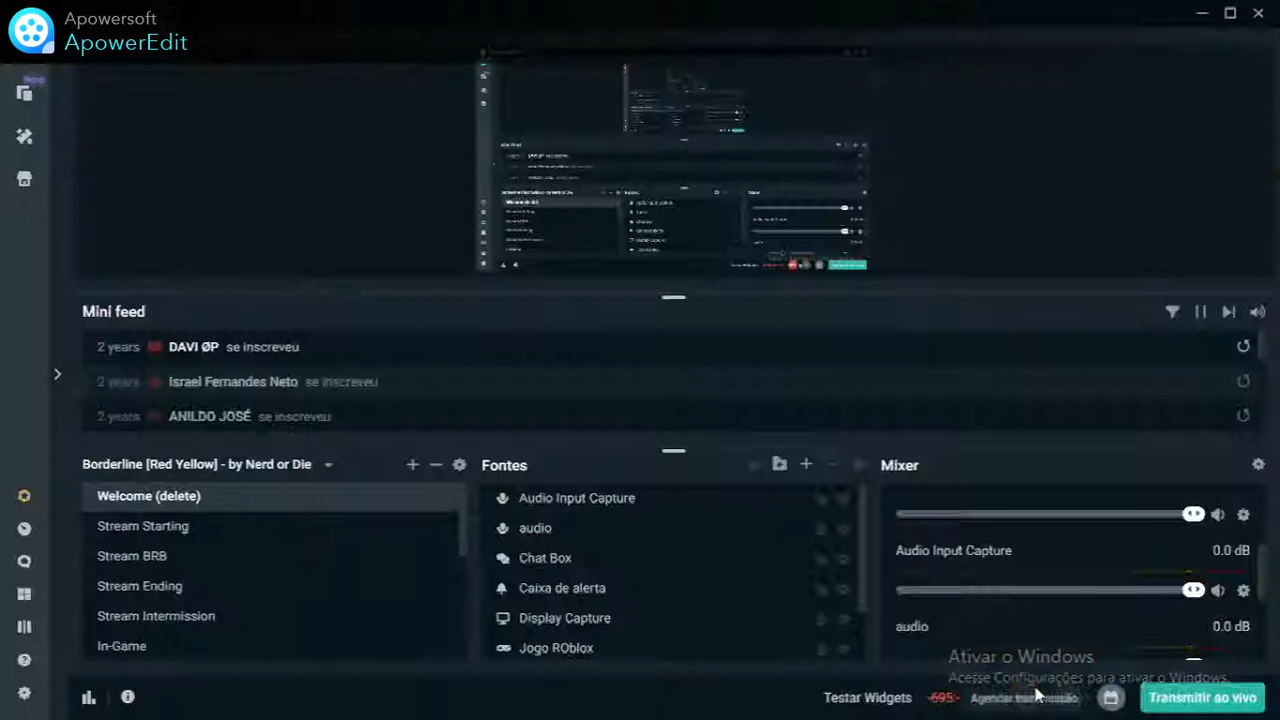 Apowersoft
ApowerEdit
Mini feed
2 years DAVI ØP se inscreveu
2 years Israel Fernandes Neto se inscreveu
2 years ANILDO JOSÉ se inscreveu
Borderline [Red Yellow] - by Nerd or Die
Welcome (delete)
Stream Starting
Stream BRB
Stream Ending
Stream Intermission
In-Game
Fontes
Audio Input Capture
audio
Chat Box
Caixa de alerta
Display Capture
Jogo ROblox
Mixer
Audio Input Capture 0.0 dB
audio 0.0 dB
Ativar o Windows
Acesse Configurações para ativar o Windows.
Testar Widgets
Agendar transmissão
Transmitir ao vivo